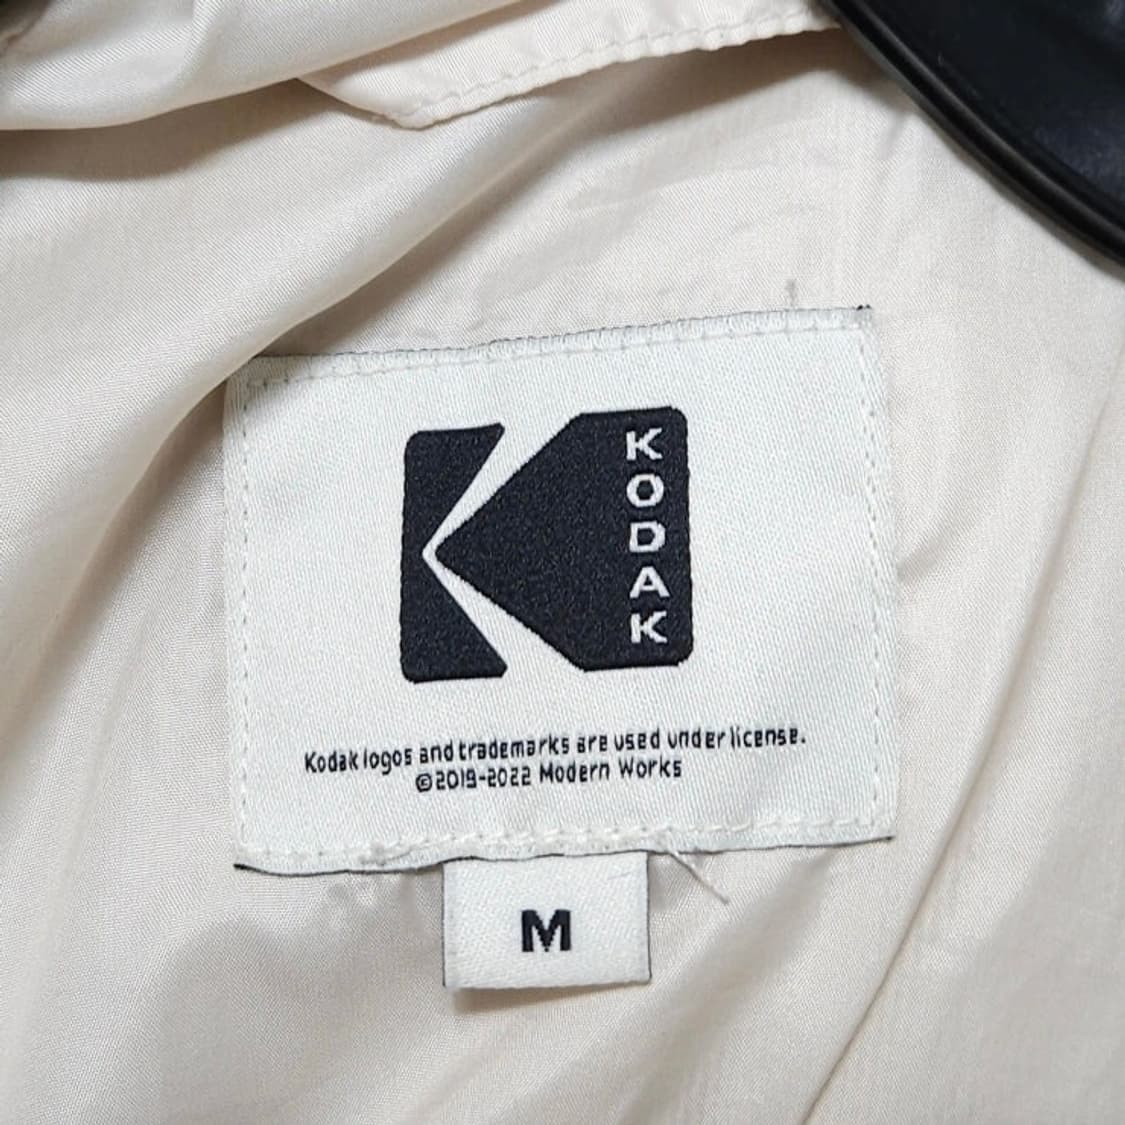 KODAK
Kodak logos and trademarks are used under license.
©2019-2022 Modern Works
M